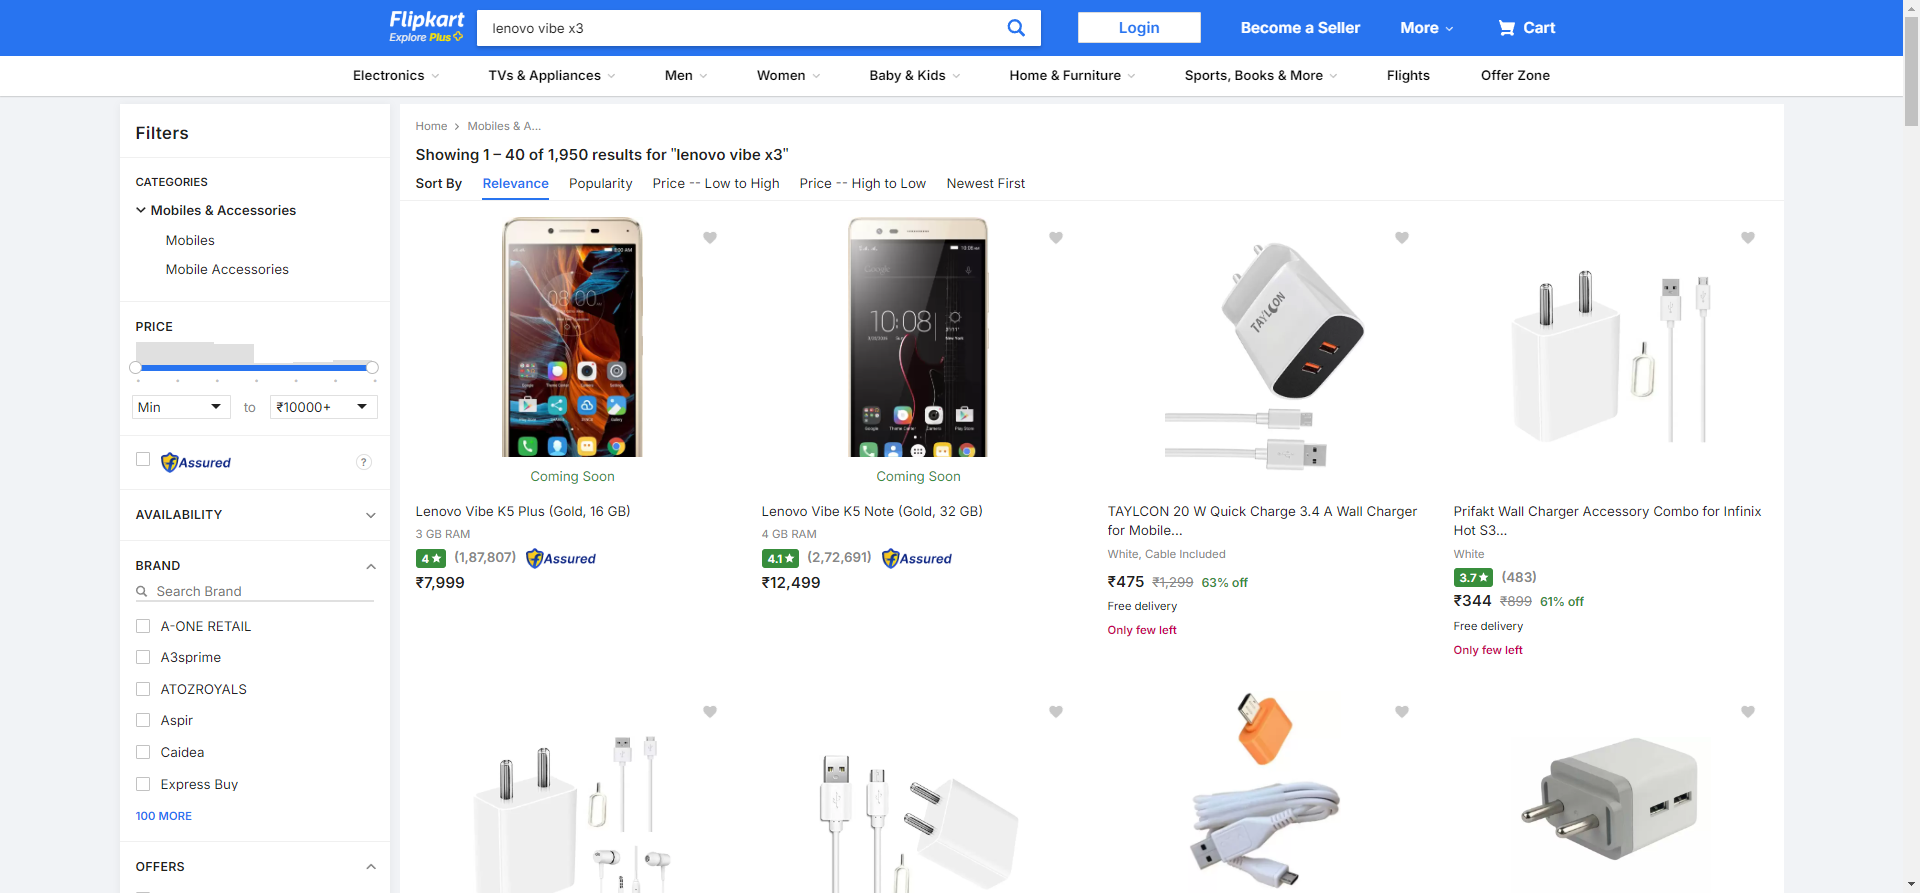 Flipkart
Explore Plus
lenovo vibe x3
Login
Become a Seller
More
Cart
Electronics
TVs & Appliances
Men
Women
Baby & Kids
Home & Furniture
Sports, Books & More
Flights
Offer Zone
Filters
CATEGORIES
Mobiles & Accessories
Mobiles
Mobile Accessories
PRICE
Min
to
₹10000+
Assured
?
AVAILABILITY
BRAND
Search Brand
A-ONE RETAIL
A3sprime
ATOZROYALS
Aspir
Caidea
Express Buy
100 MORE
OFFERS
Home
Mobiles & A...
Showing 1 – 40 of 1,950 results for "lenovo vibe x3"
Sort By
Relevance
Popularity
Price -- Low to High
Price -- High to Low
Newest First
08:00
Coming Soon
Lenovo Vibe K5 Plus (Gold, 16 GB)
3 GB RAM
4★ (1,87,807) Assured
₹7,999
Google
10:08
Coming Soon
Lenovo Vibe K5 Note (Gold, 32 GB)
4 GB RAM
4.1★ (2,72,691) Assured
₹12,499
TAYLCON
TAYLCON 20 W Quick Charge 3.4 A Wall Charger
for Mobile...
White, Cable Included
₹475 ₹1,299 63% off
Free delivery
Only few left
Prifakt Wall Charger Accessory Combo for Infinix
Hot S3...
White
3.7★ (483)
₹344 ₹899 61% off
Free delivery
Only few left